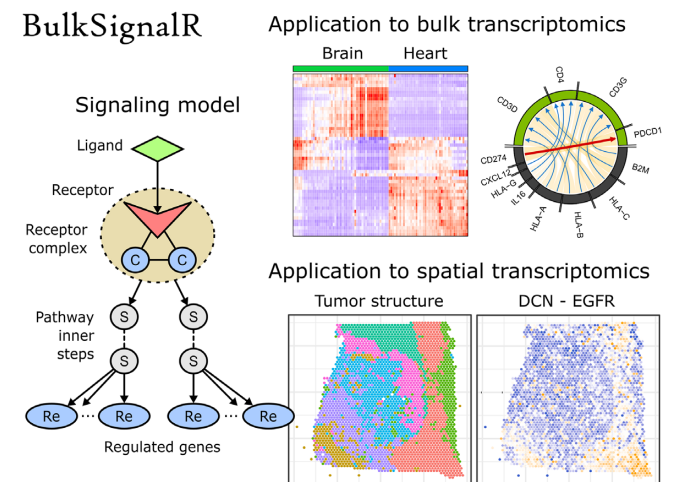 BulkSignalR
Signaling model
Ligand
Receptor
Receptor
complex
C
C
Pathway
inner
steps
S
S
S
S
Re
...
Re
Re
...
Re
Regulated genes
Application to bulk transcriptomics
Brain
Heart
CD3D
CD4
CD3G
PDCD1
CD274
CXCL12
HLA-G
IL16
HLA-A
HLA-B
HLA-C
B2M
Application to spatial transcriptomics
Tumor structure
DCN - EGFR